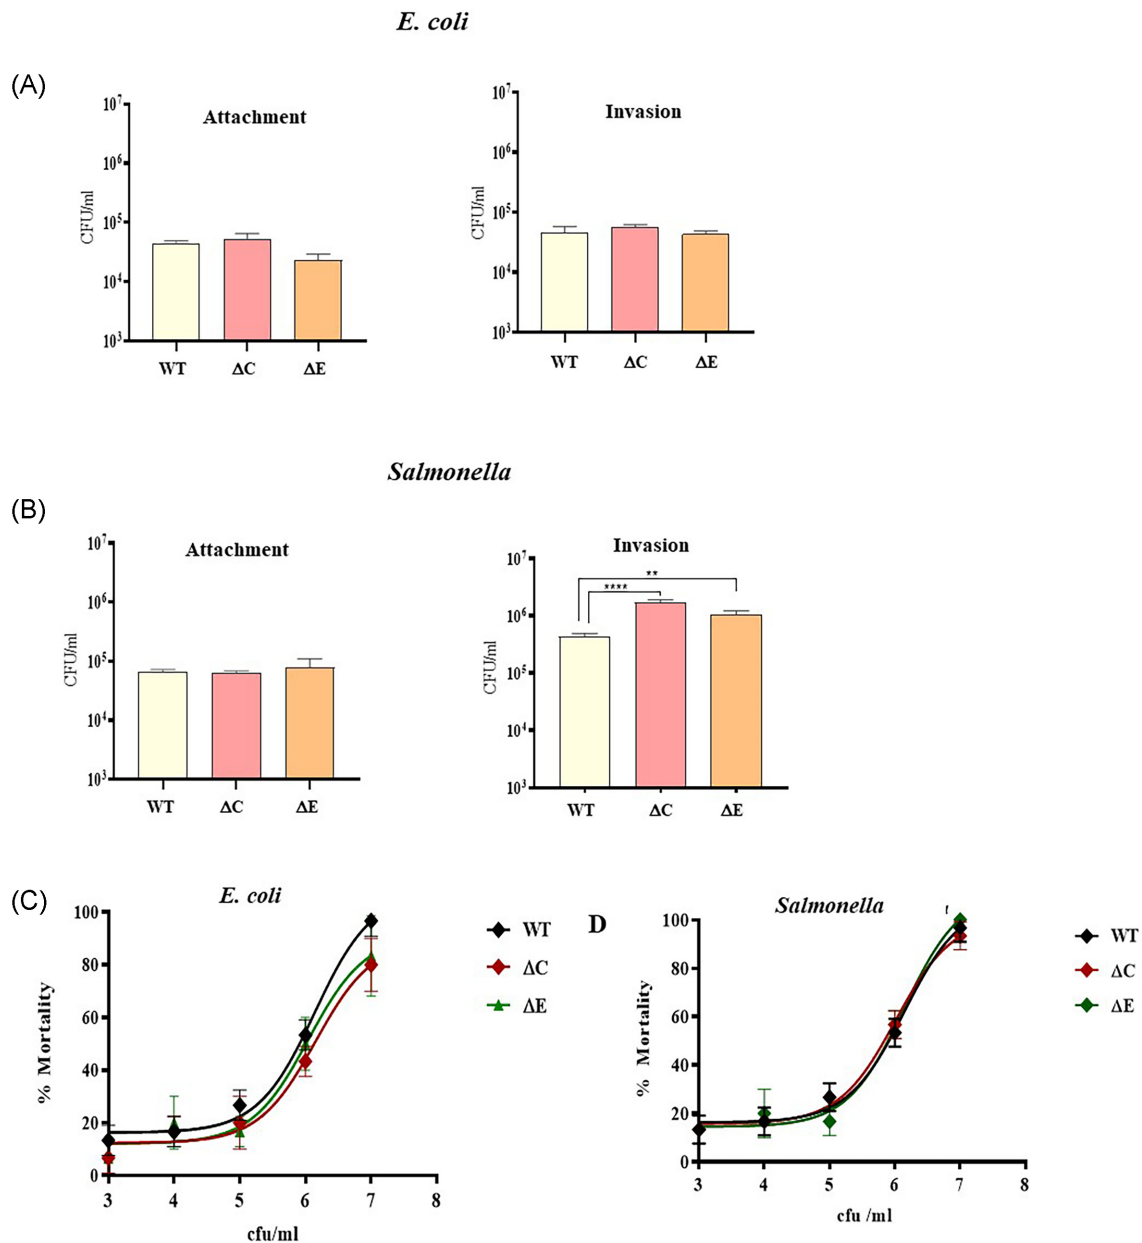 E. coli
(A)
Attachment
CFU/ml
10⁷
10⁶
10⁵
10⁴
10³
WT ΔC ΔE
Invasion
CFU/ml
10⁷
10⁶
10⁵
10⁴
10³
WT ΔC ΔE
Salmonella
(B)
Attachment
CFU/ml
10⁷
10⁶
10⁵
10⁴
10³
WT ΔC ΔE
Invasion
CFU/ml
10⁷
10⁶
10⁵
10⁴
10³
**
****
WT ΔC ΔE
(C)
E. coli
% Mortality
100
80
60
40
20
0
3 4 5 6 7 8
cfu/ml
WT
ΔC
ΔE
D
Salmonella
% Mortality
100
80
60
40
20
0
3 4 5 6 7 8
cfu /ml
WT
ΔC
ΔE